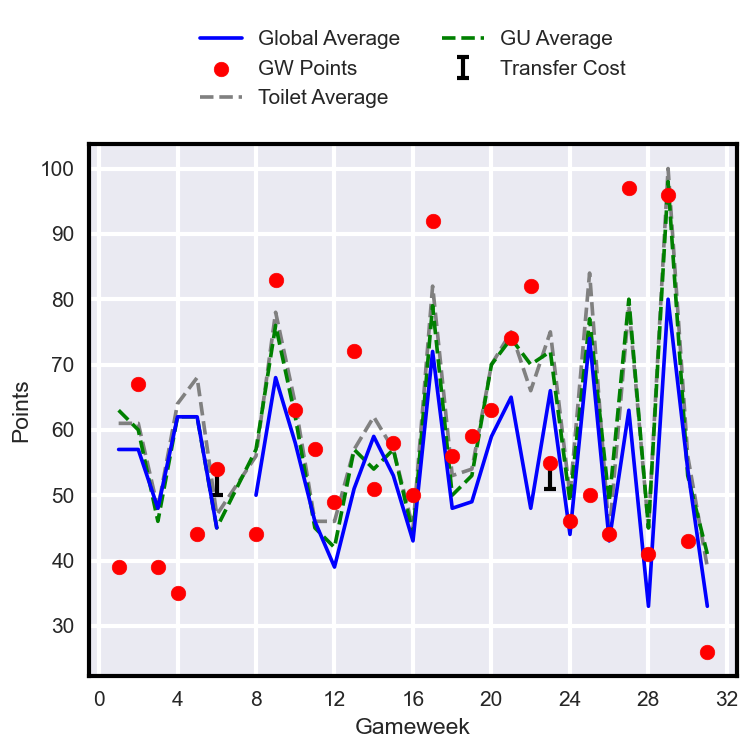 Global Average
GW Points
Toilet Average
GU Average
Transfer Cost
100
90
80
70
60
50
40
30
Points
0 4 8 12 16 20 24 28 32
Gameweek